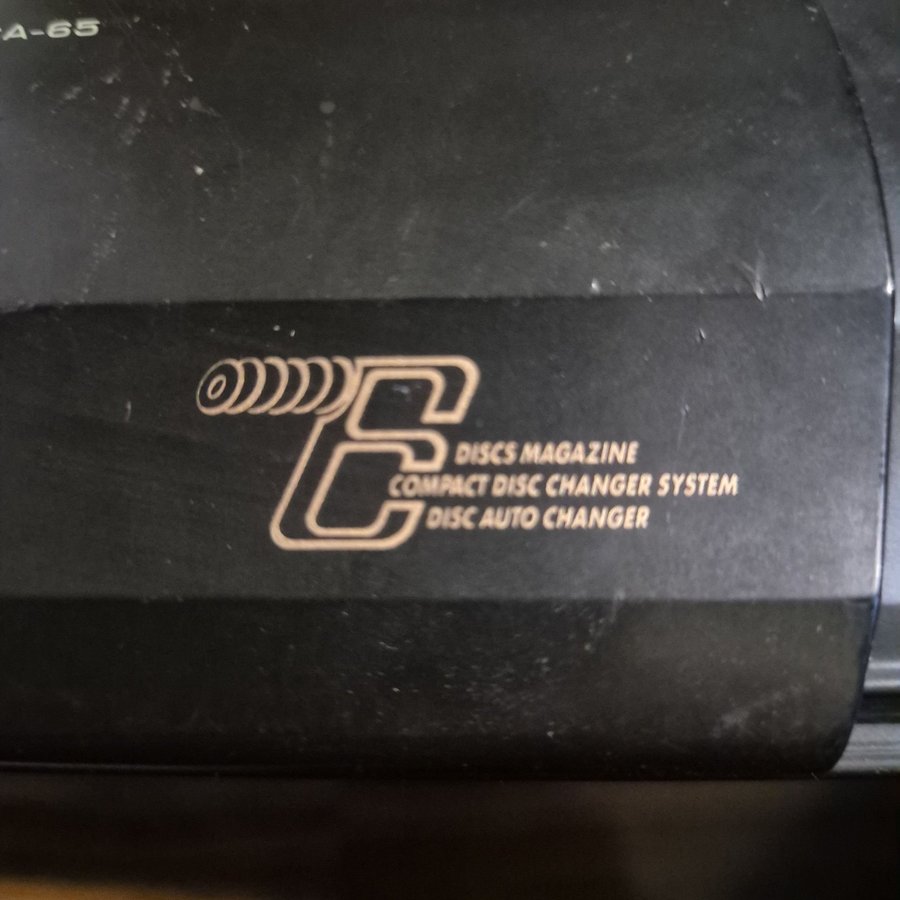 A-65
6 DISCS MAGAZINE
COMPACT DISC CHANGER SYSTEM
DISC AUTO CHANGER